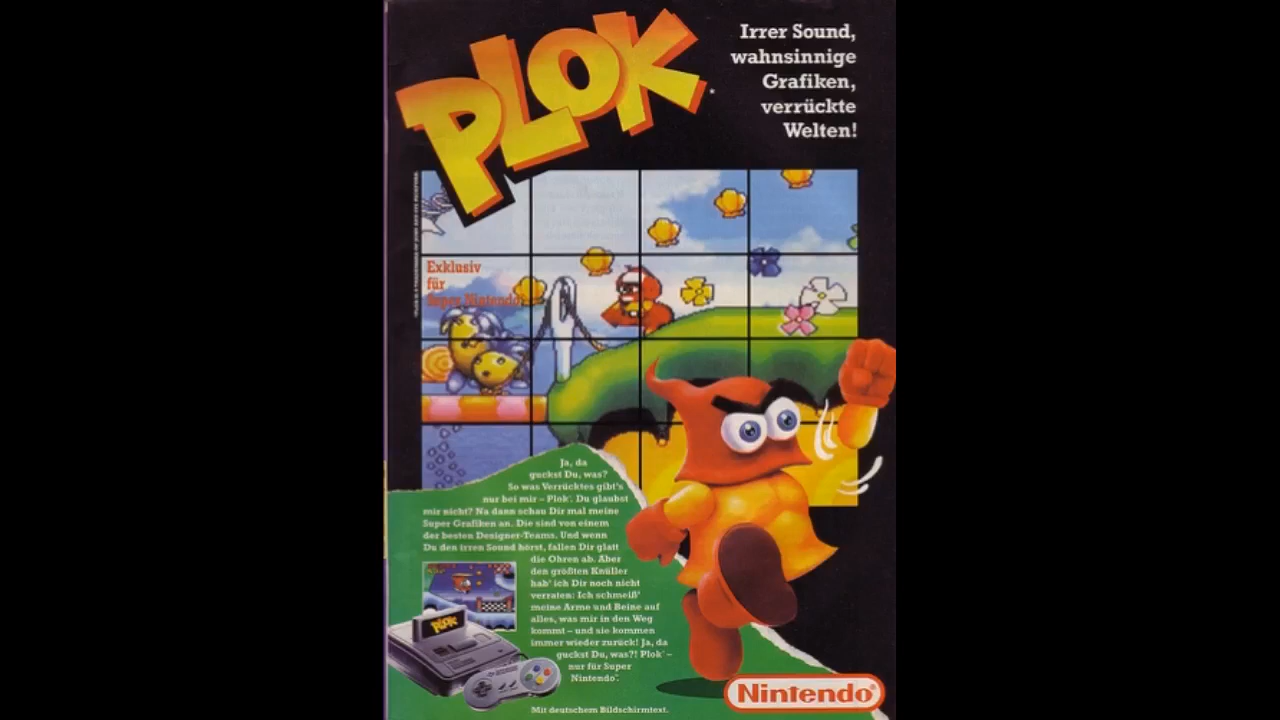 PLOK
Irrer Sound,
wahnsinnige
Grafiken,
verrückte
Welten!
Exklusiv
für
Super Nintendo
Ja, da
guckst Du, was?
So was Verrücktes gibt's
nur bei mir – Plok. Du glaubst
mir nicht? Na dann schau Dir mal meine
Super Grafiken an. Die sind von einem
der besten Designer-Teams. Und wenn
Du den irren Sound hörst, fallen Dir glatt
die Ohren ab. Aber
den größten Knüller
hab' ich Dir noch nicht
verraten: Ich schmeiß'
meine Arme und Beine auf
alles, was mir in den Weg
kommt – und sie kommen
immer wieder zurück! Ja, da
guckst Du, was?! Plok –
nur für Super
Nintendo.
PLOK
Nintendo
Mit deutschem Bildschirmtext.